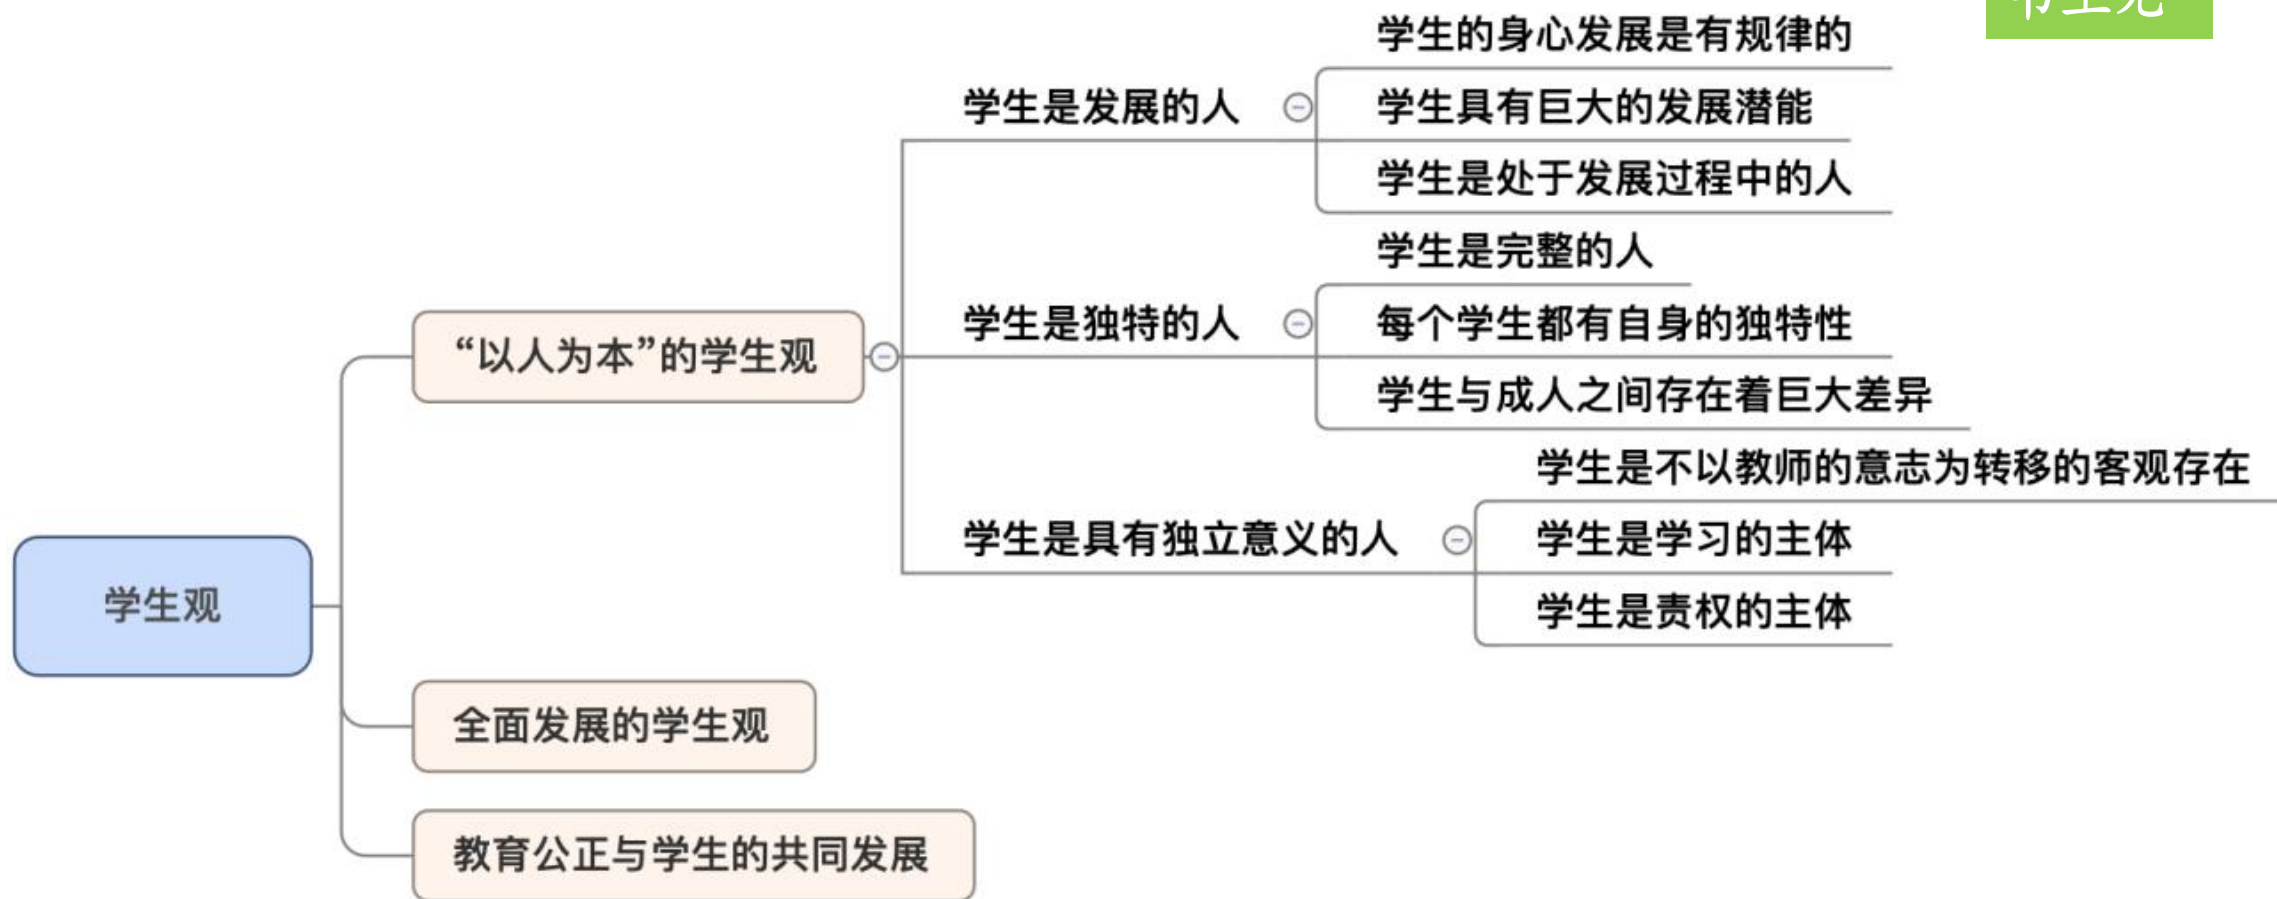 学生观
“以人为本”的学生观
学生是发展的人
学生的身心发展是有规律的
学生具有巨大的发展潜能
学生是处于发展过程中的人
学生是独特的人
学生是完整的人
每个学生都有自身的独特性
学生与成人之间存在着巨大差异
学生是具有独立意义的人
学生是不以教师的意志为转移的客观存在
学生是学习的主体
学生是责权的主体
全面发展的学生观
教育公正与学生的共同发展